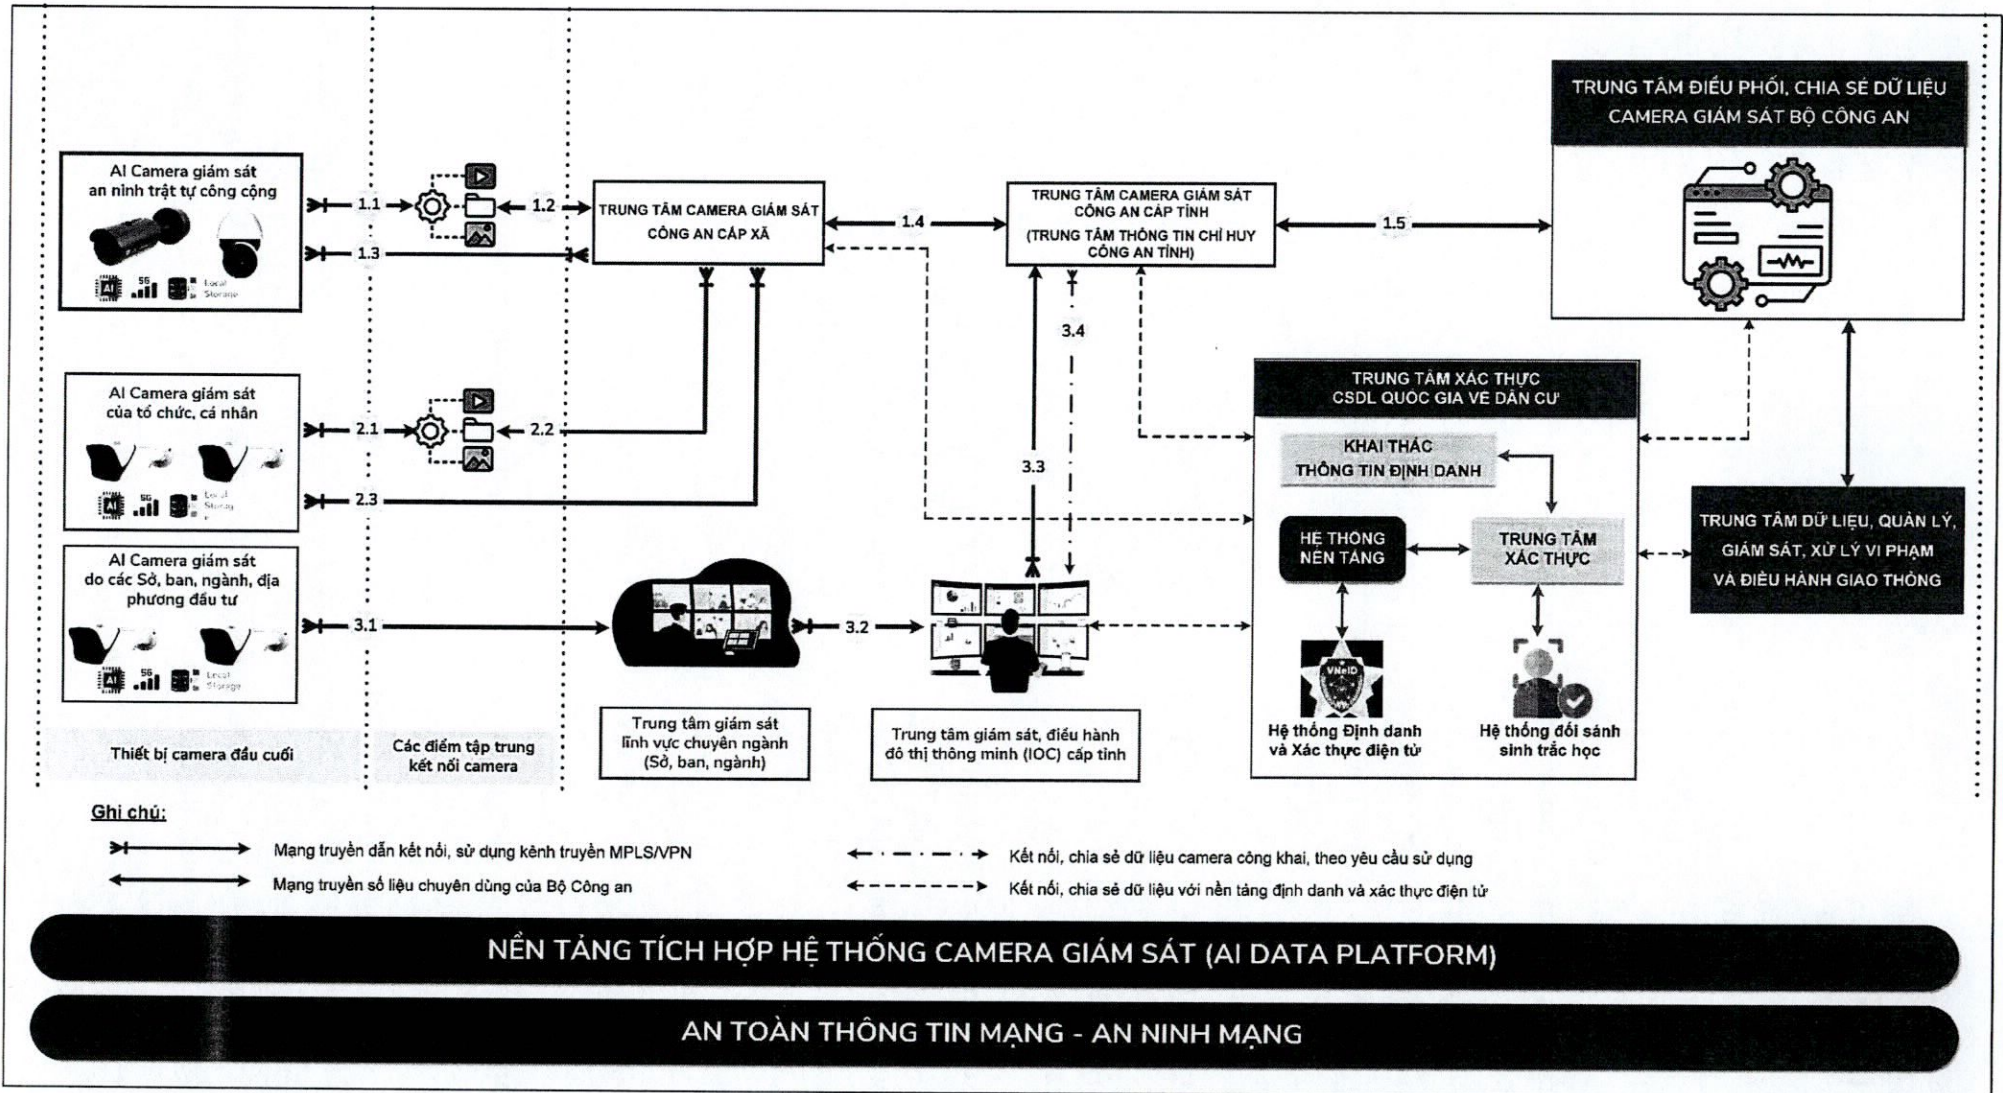 TRUNG TÂM ĐIỀU PHỐI, CHIA SẺ DỮ LIỆU
CAMERA GIÁM SÁT BỘ CÔNG AN
AI Camera giám sát
an ninh trật tự công cộng
AI
5G
Local
Storage
1.1
1.2
1.3
TRUNG TÂM CAMERA GIÁM SÁT
CÔNG AN CẤP XÃ
1.4
TRUNG TÂM CAMERA GIÁM SÁT
CÔNG AN CẤP TỈNH
(TRUNG TÂM THÔNG TIN CHỈ HUY
CÔNG AN TỈNH)
1.5
AI Camera giám sát
của tổ chức, cá nhân
AI
5G
Local
Storag
e
2.1
2.2
2.3
3.3
3.4
TRUNG TÂM XÁC THỰC
CSDL QUỐC GIA VỀ DÂN CƯ
KHAI THÁC
THÔNG TIN ĐỊNH DANH
HỆ THỐNG
NỀN TẢNG
TRUNG TÂM
XÁC THỰC
VNeID
Hệ thống Định danh
và Xác thực điện tử
Hệ thống đối sánh
sinh trắc học
TRUNG TÂM DỮ LIỆU, QUẢN LÝ,
GIÁM SÁT, XỬ LÝ VI PHẠM
VÀ ĐIỀU HÀNH GIAO THÔNG
AI Camera giám sát
do các Sở, ban, ngành, địa
phương đầu tư
AI
5G
Local
Storage
3.1
3.2
Thiết bị camera đầu cuối
Các điểm tập trung
kết nối camera
Trung tâm giám sát
lĩnh vực chuyên ngành
(Sở, ban, ngành)
Trung tâm giám sát, điều hành
đô thị thông minh (IOC) cấp tỉnh
Ghi chú:
Mạng truyền dẫn kết nối, sử dụng kênh truyền MPLS/VPN
Mạng truyền số liệu chuyên dùng của Bộ Công an
Kết nối, chia sẻ dữ liệu camera công khai, theo yêu cầu sử dụng
Kết nối, chia sẻ dữ liệu với nền tảng định danh và xác thực điện tử
NỀN TẢNG TÍCH HỢP HỆ THỐNG CAMERA GIÁM SÁT (AI DATA PLATFORM)
AN TOÀN THÔNG TIN MẠNG - AN NINH MẠNG